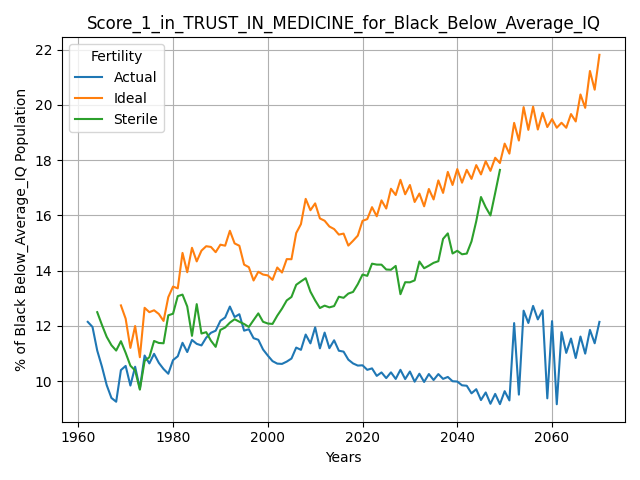 Score_1_in_TRUST_IN_MEDICINE_for_Black_Below_Average_IQ
Fertility
Actual
Ideal
Sterile
% of Black Below_Average_IQ Population
22
20
18
16
14
12
10
1960
1980
2000
2020
2040
2060
Years